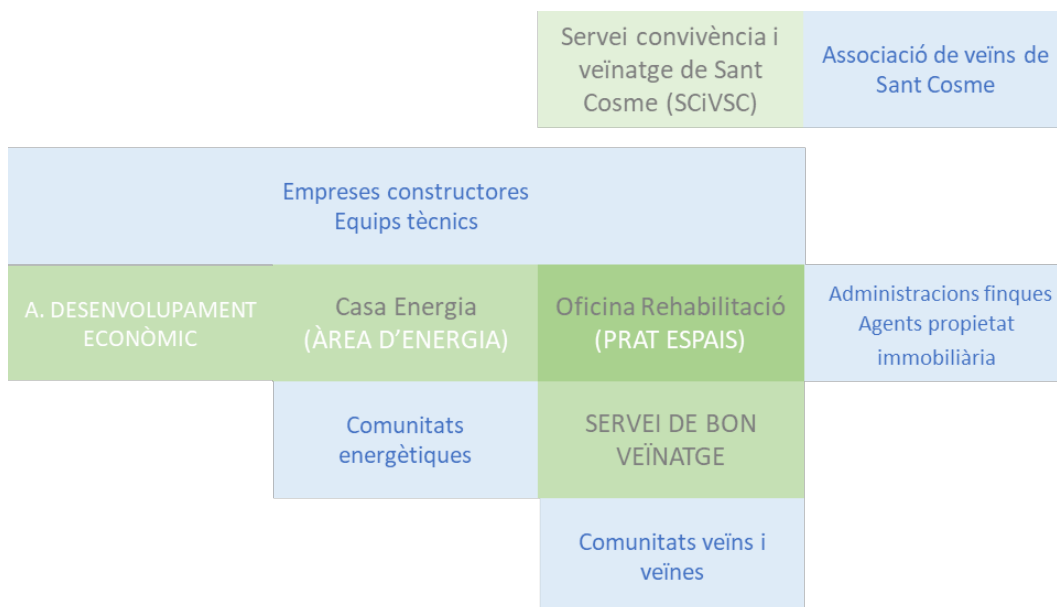 Servei convivència i
veïnatge de Sant
Cosme (SCiVSC)
Associació de veïns de
Sant Cosme
Empreses constructores
Equips tècnics
A. DESENVOLUPAMENT
ECONÒMIC
Casa Energia
(ÀREA D’ENERGIA)
Oficina Rehabilitació
(PRAT ESPAIS)
Administracions finques
Agents propietat
immobiliària
Comunitats
energètiques
SERVEI DE BON
VEÏNATGE
Comunitats veïns i
veïnes